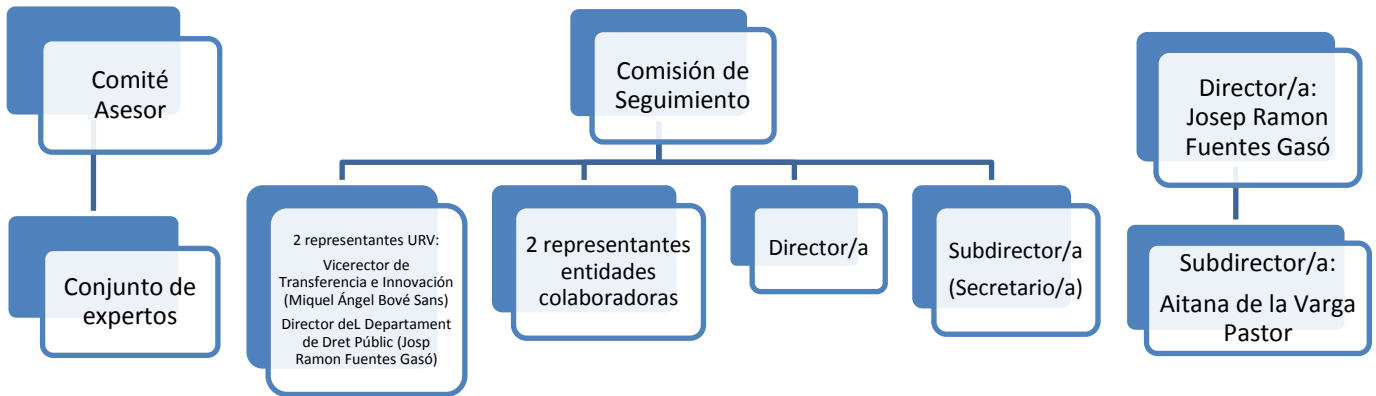 Comité
Asesor
Conjunto de
expertos
Comisión de
Seguimiento
2 representantes URV:
Vicerector de
Transferencia e Innovación
(Miquel Ángel Bové Sans)
Director deL Departament
de Dret Públic (Josp
Ramon Fuentes Gasó)
2 representantes
entidades
colaboradoras
Director/a
Subdirector/a
(Secretario/a)
Director/a:
Josep Ramon
Fuentes Gasó
Subdirector/a:
Aitana de la Varga
Pastor